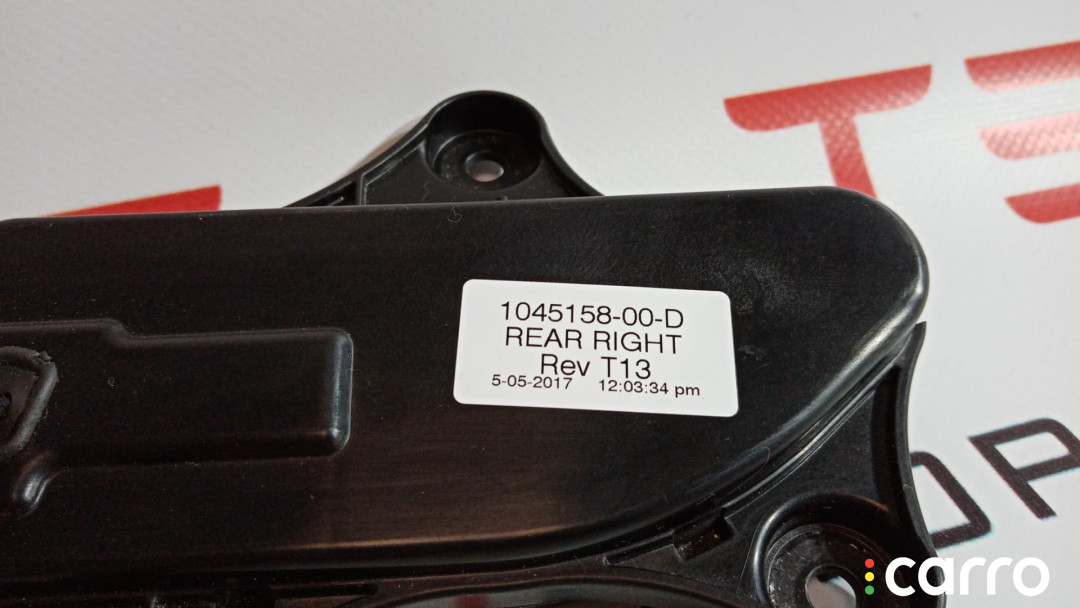 1045158-00-D
REAR RIGHT
Rev T13
5-05-2017 12:03:34 pm
carro